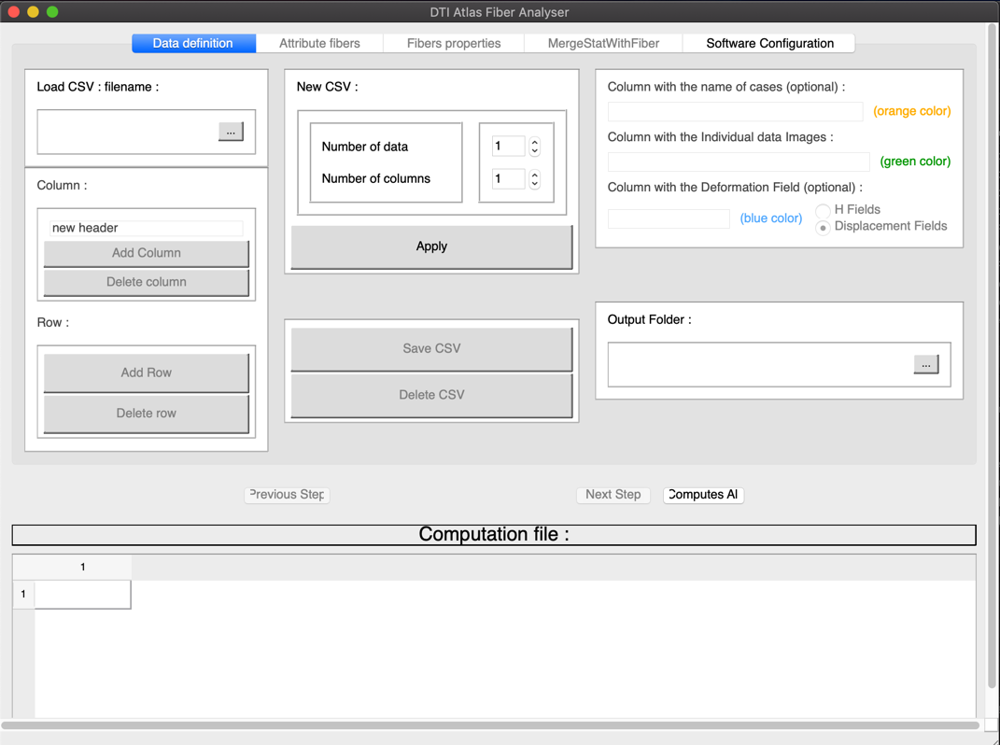 DTI Atlas Fiber Analyser
Data definition
Attribute fibers
Fibers properties
MergeStatWithFiber
Software Configuration
Load CSV : filename :
...
Column :
new header
Add Column
Delete column
Row :
Add Row
Delete row
New CSV :
Number of data
1
Number of columns
1
Apply
Save CSV
Delete CSV
Column with the name of cases (optional) :
(orange color)
Column with the Individual data Images :
(green color)
Column with the Deformation Field (optional) :
(blue color)
H Fields
Displacement Fields
Output Folder :
...
Previous Step
Next Step
Computes Al
Computation file :
1
1